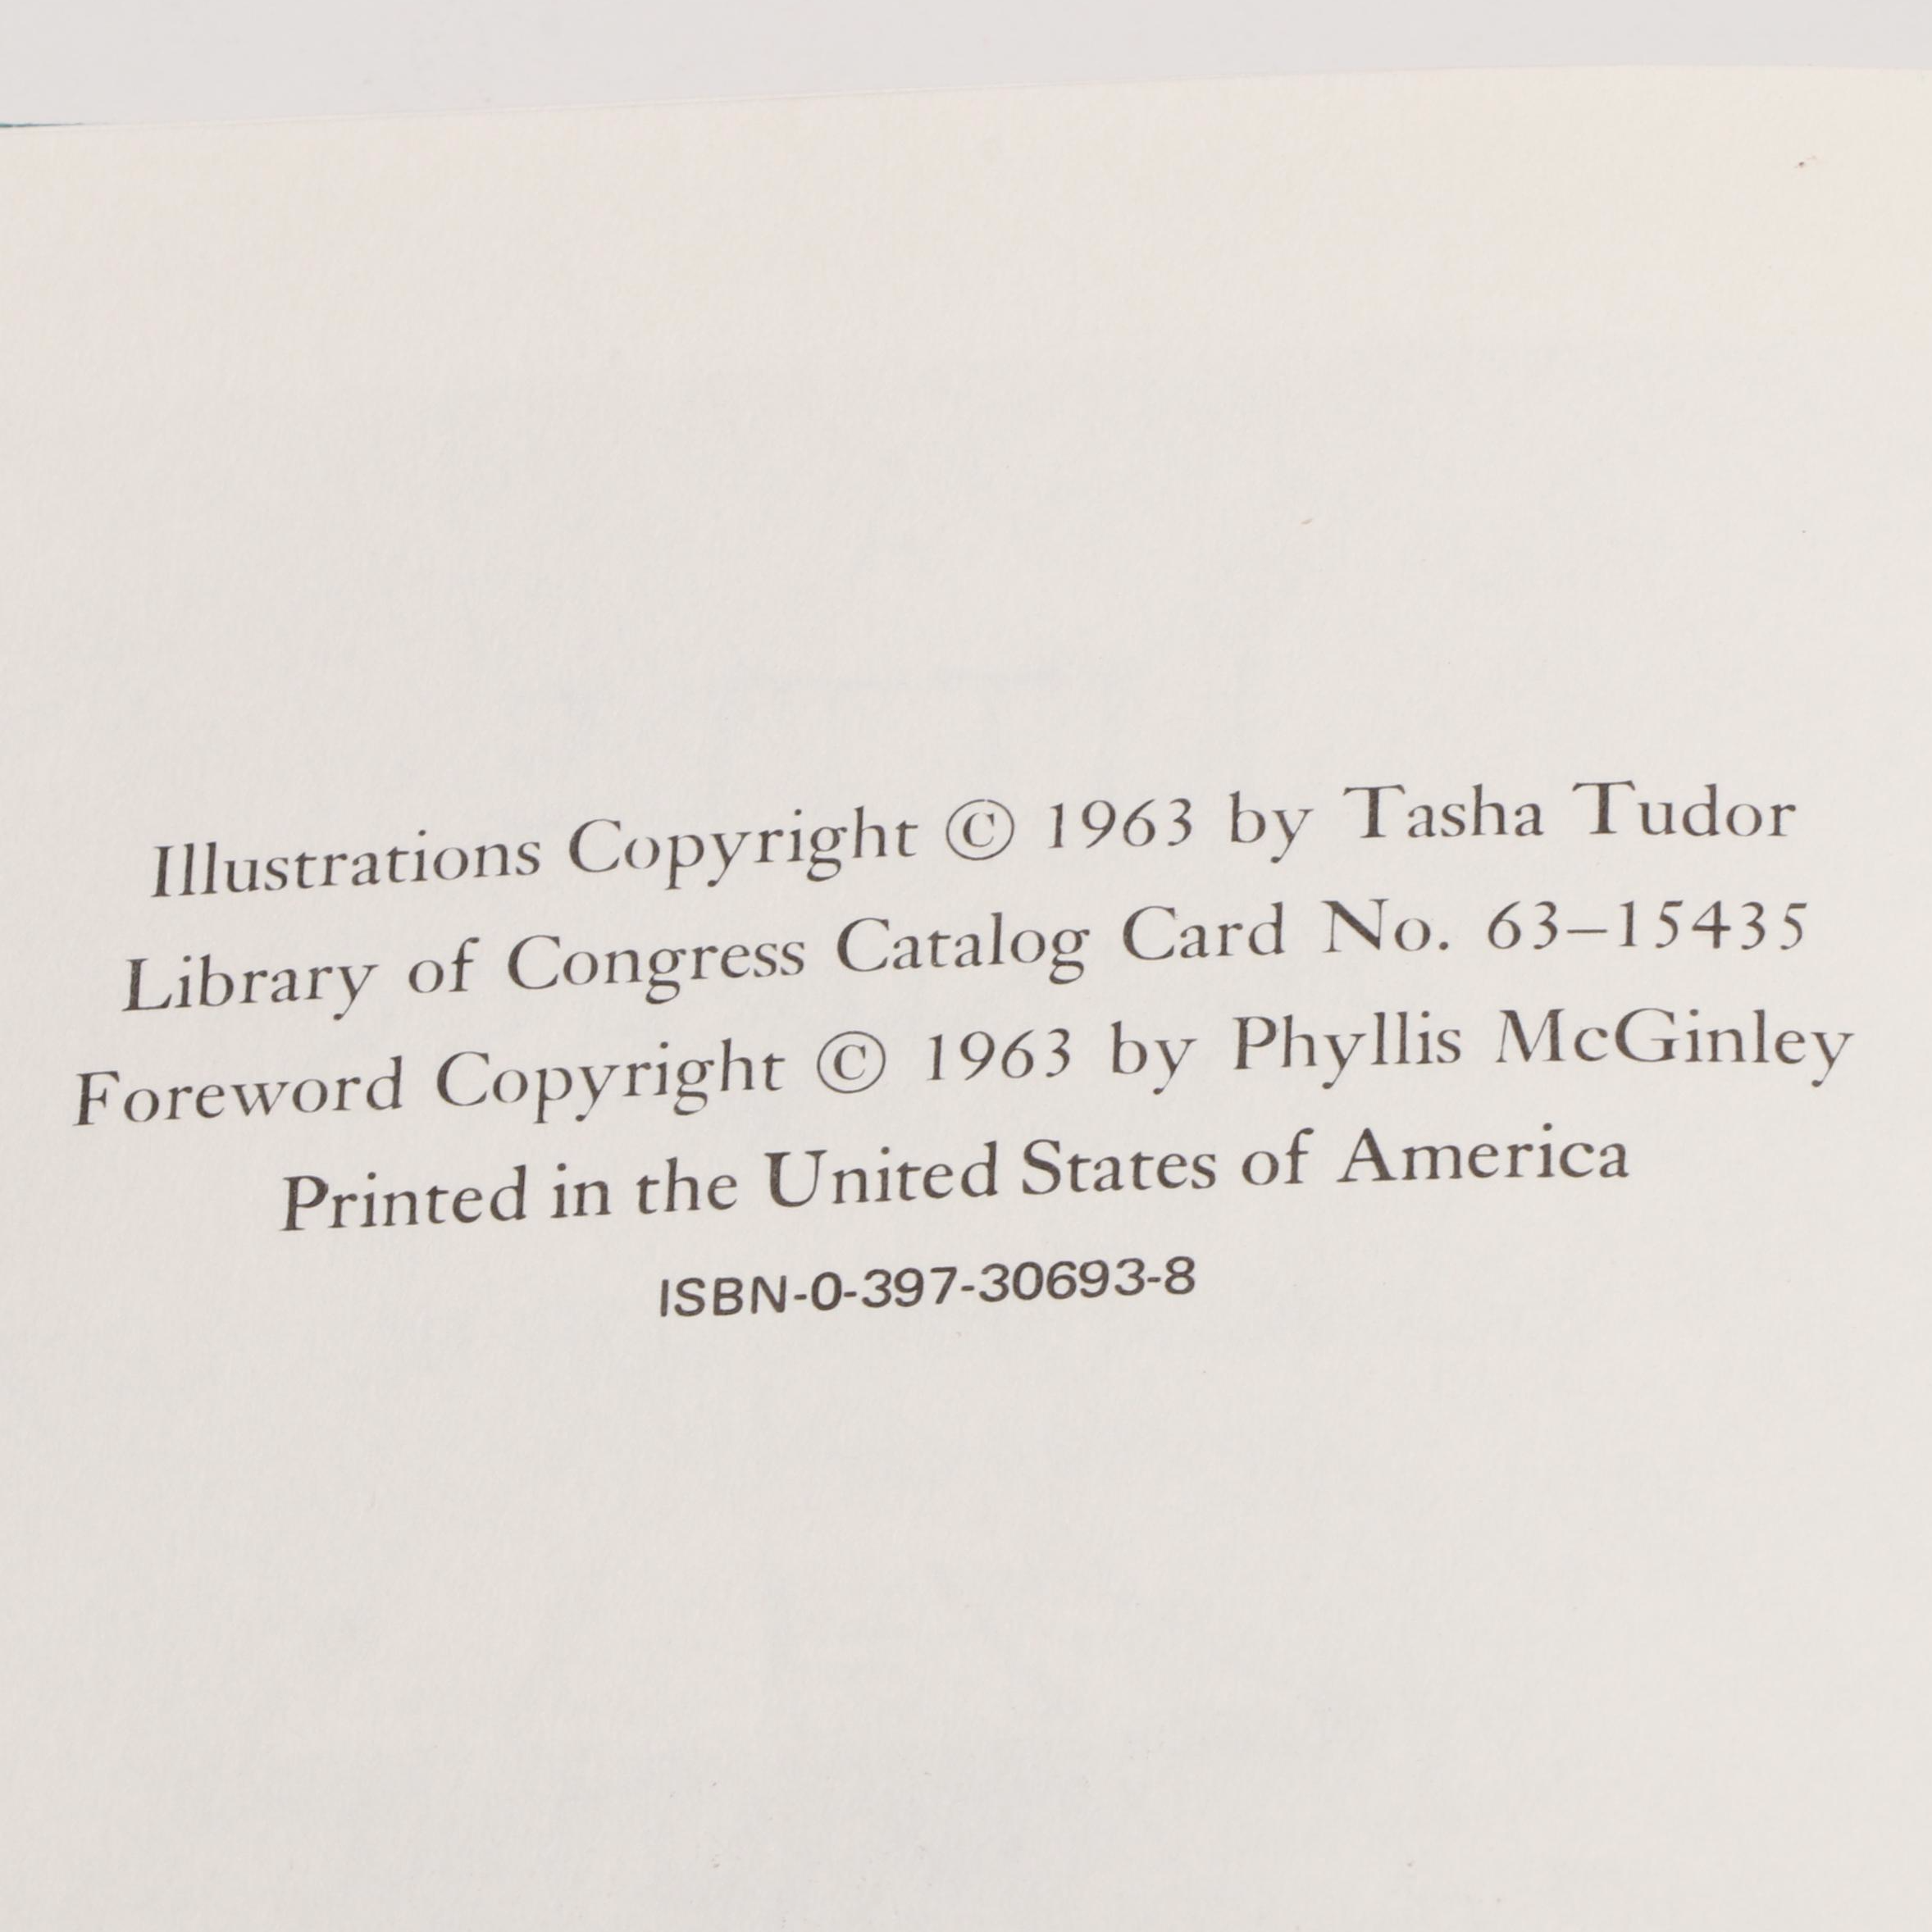 Illustrations Copyright © 1963 by Tasha Tudor
Library of Congress Catalog Card No. 63–15435
Foreword Copyright © 1963 by Phyllis McGinley
Printed in the United States of America
ISBN-0-397-30693-8